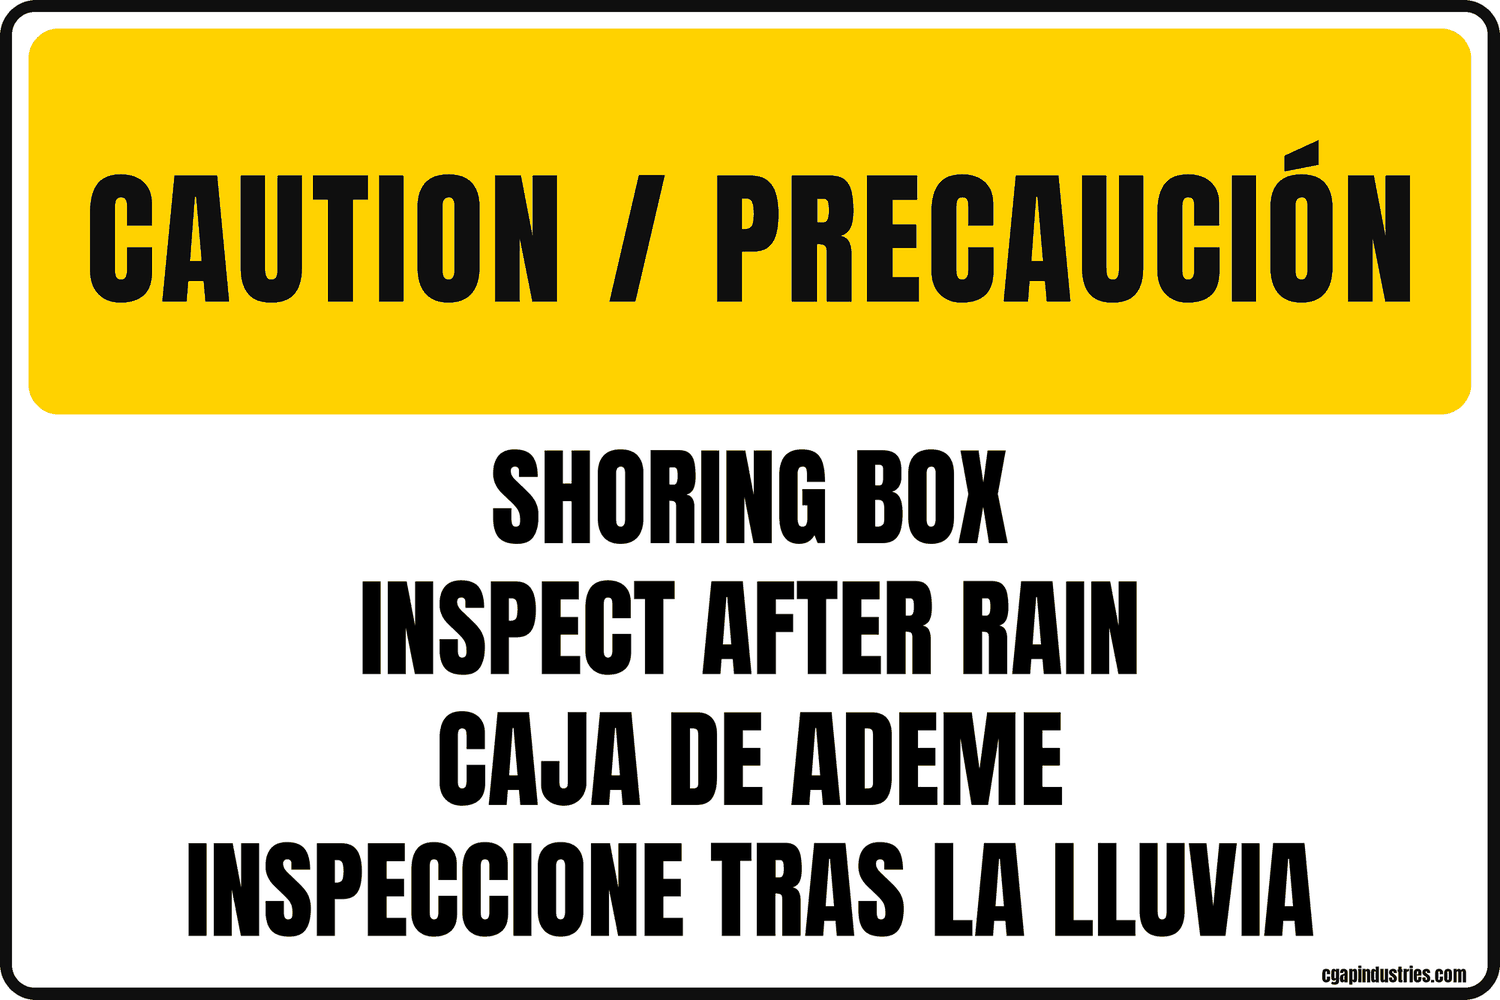 CAUTION / PRECAUCIÓN
SHORING BOX
INSPECT AFTER RAIN
CAJA DE ADEME
INSPECCIONE TRAS LA LLUVIA
cgapindustries.com